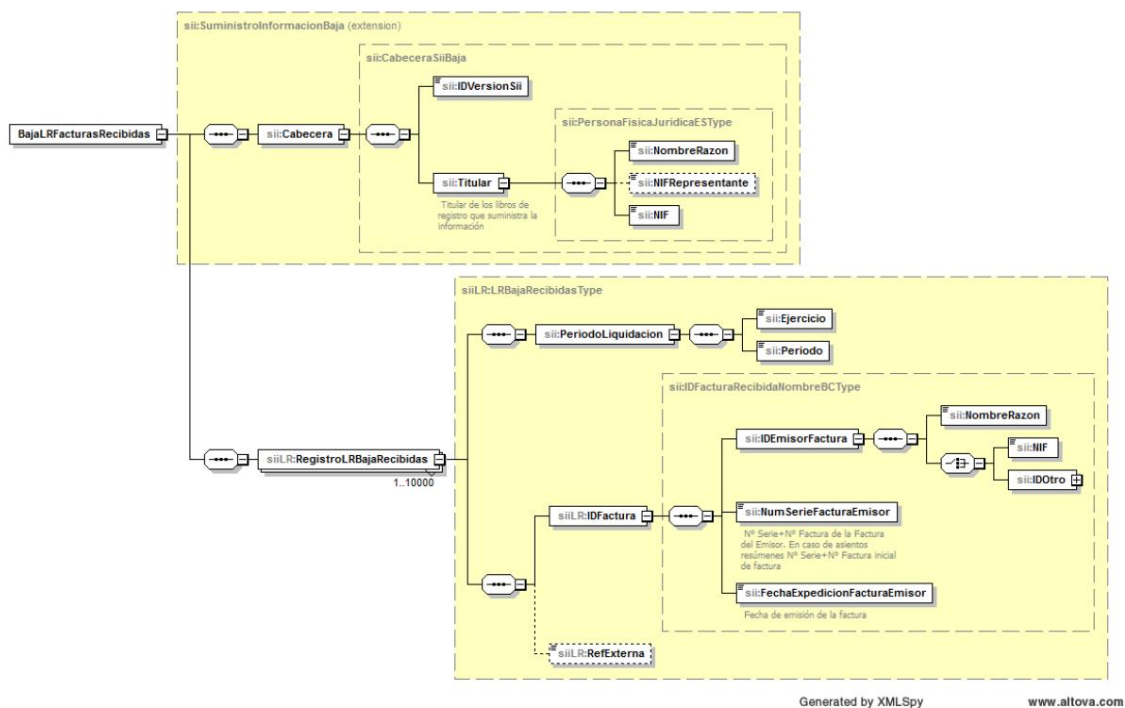 sii:SuministroInformacionBaja (extension)
sii:CabeceraSiiBaja
sii:IDVersionSii
sii:PersonaFisicaJuridicaESType
BajaLRFacturasRecibidas
sii:Cabecera
sii:NombreRazon
sii:Titular
sii:NIFRepresentante
Titular de los libros de
registro que suministra la
información
sii:NIF
siiLR:LRBajaRecibidasType
sii:PeriodoLiquidacion
sii:Ejercicio
sii:Periodo
sii:IDFacturaRecibidaNombreBCType
sii:IDEmisorFactura
sii:NombreRazon
sii:NIF
sii:IDOtro
siiLR:RegistroLRBajaRecibidas
1..10000
siiLR:IDFactura
sii:NumSerieFacturaEmisor
Nº Serie+Nº Factura de la Factura
del Emisor. En caso de asientos
resúmenes Nº Serie+Nº Factura inicial
de factura
sii:FechaExpedicionFacturaEmisor
Fecha de emisión de la factura
siiLR:RefExterna
Generated by XMLSpy
www.altova.com